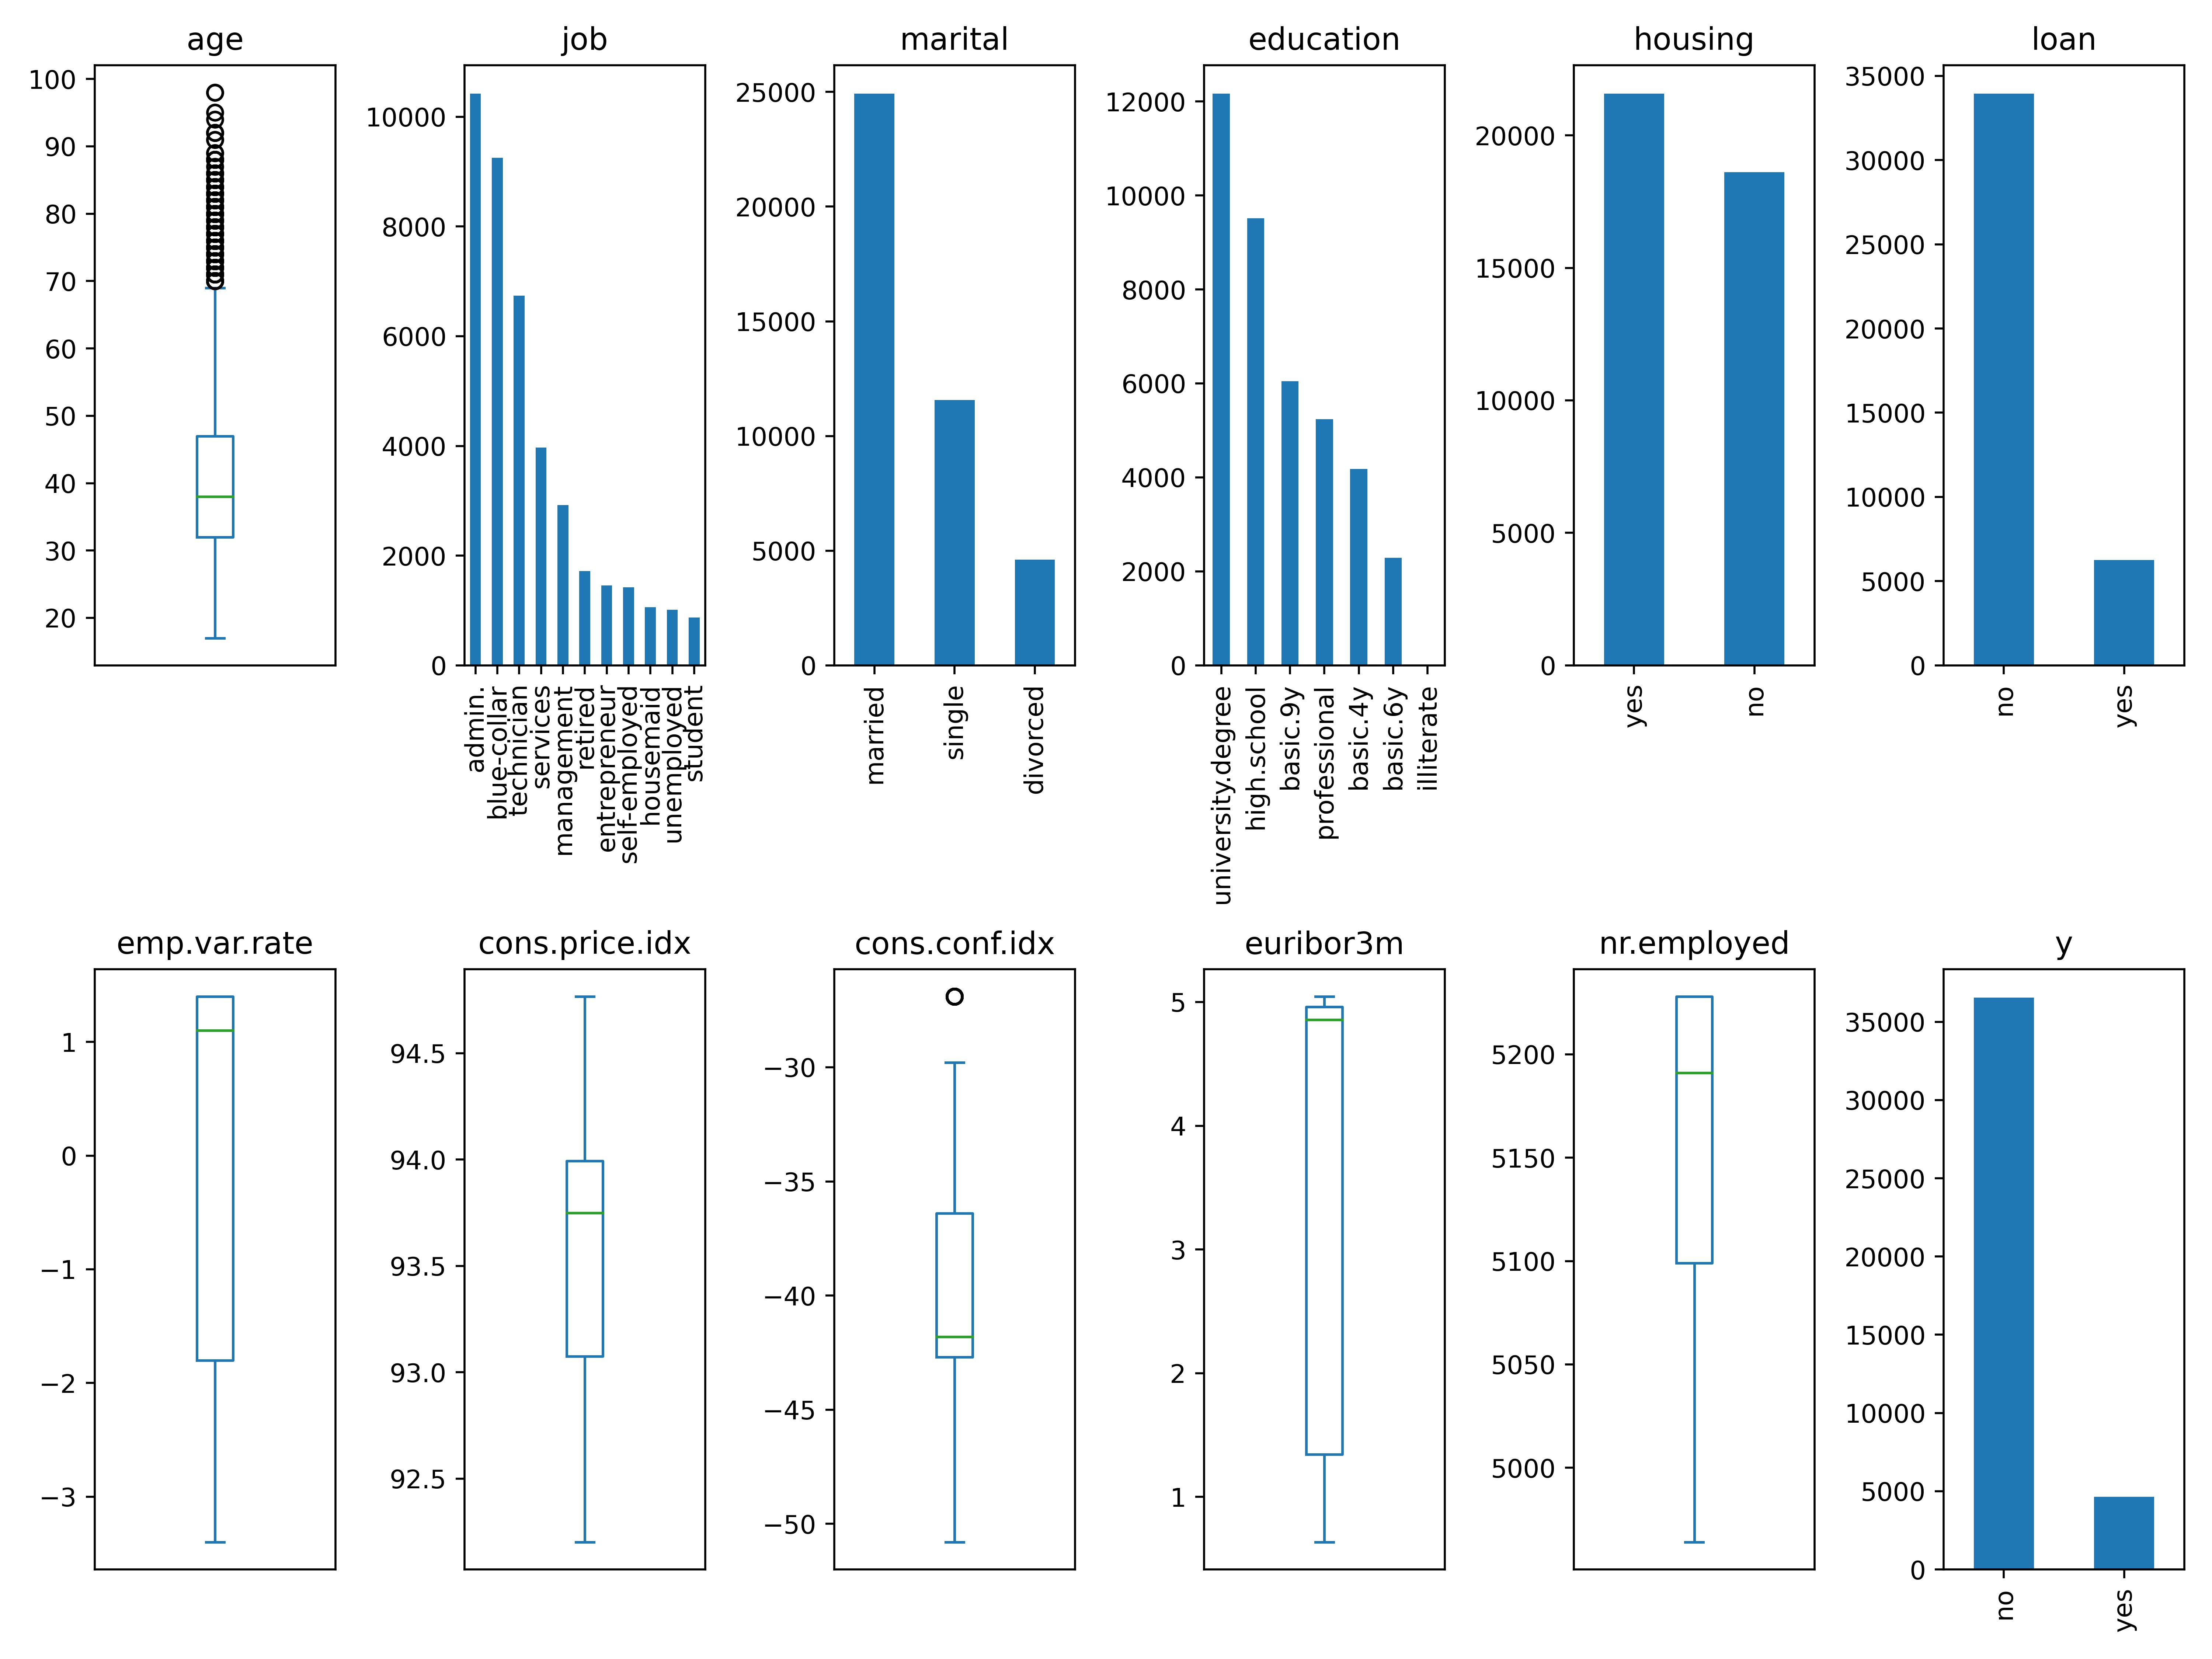 age
100
90
80
70
60
50
40
30
20
job
10000
8000
6000
4000
2000
0
admin.
blue-collar
technician
services
management
retired
entrepreneur
self-employed
housemaid
unemployed
student
marital
25000
20000
15000
10000
5000
0
married
single
divorced
education
12000
10000
8000
6000
4000
2000
0
university.degree
high.school
basic.9y
professional
basic.4y
basic.6y
illiterate
housing
20000
15000
10000
5000
0
yes
no
loan
35000
30000
25000
20000
15000
10000
5000
0
no
yes
emp.var.rate
1
0
−1
−2
−3
cons.price.idx
94.5
94.0
93.5
93.0
92.5
cons.conf.idx
−30
−35
−40
−45
−50
euribor3m
5
4
3
2
1
nr.employed
5200
5150
5100
5050
5000
y
35000
30000
25000
20000
15000
10000
5000
0
no
yes